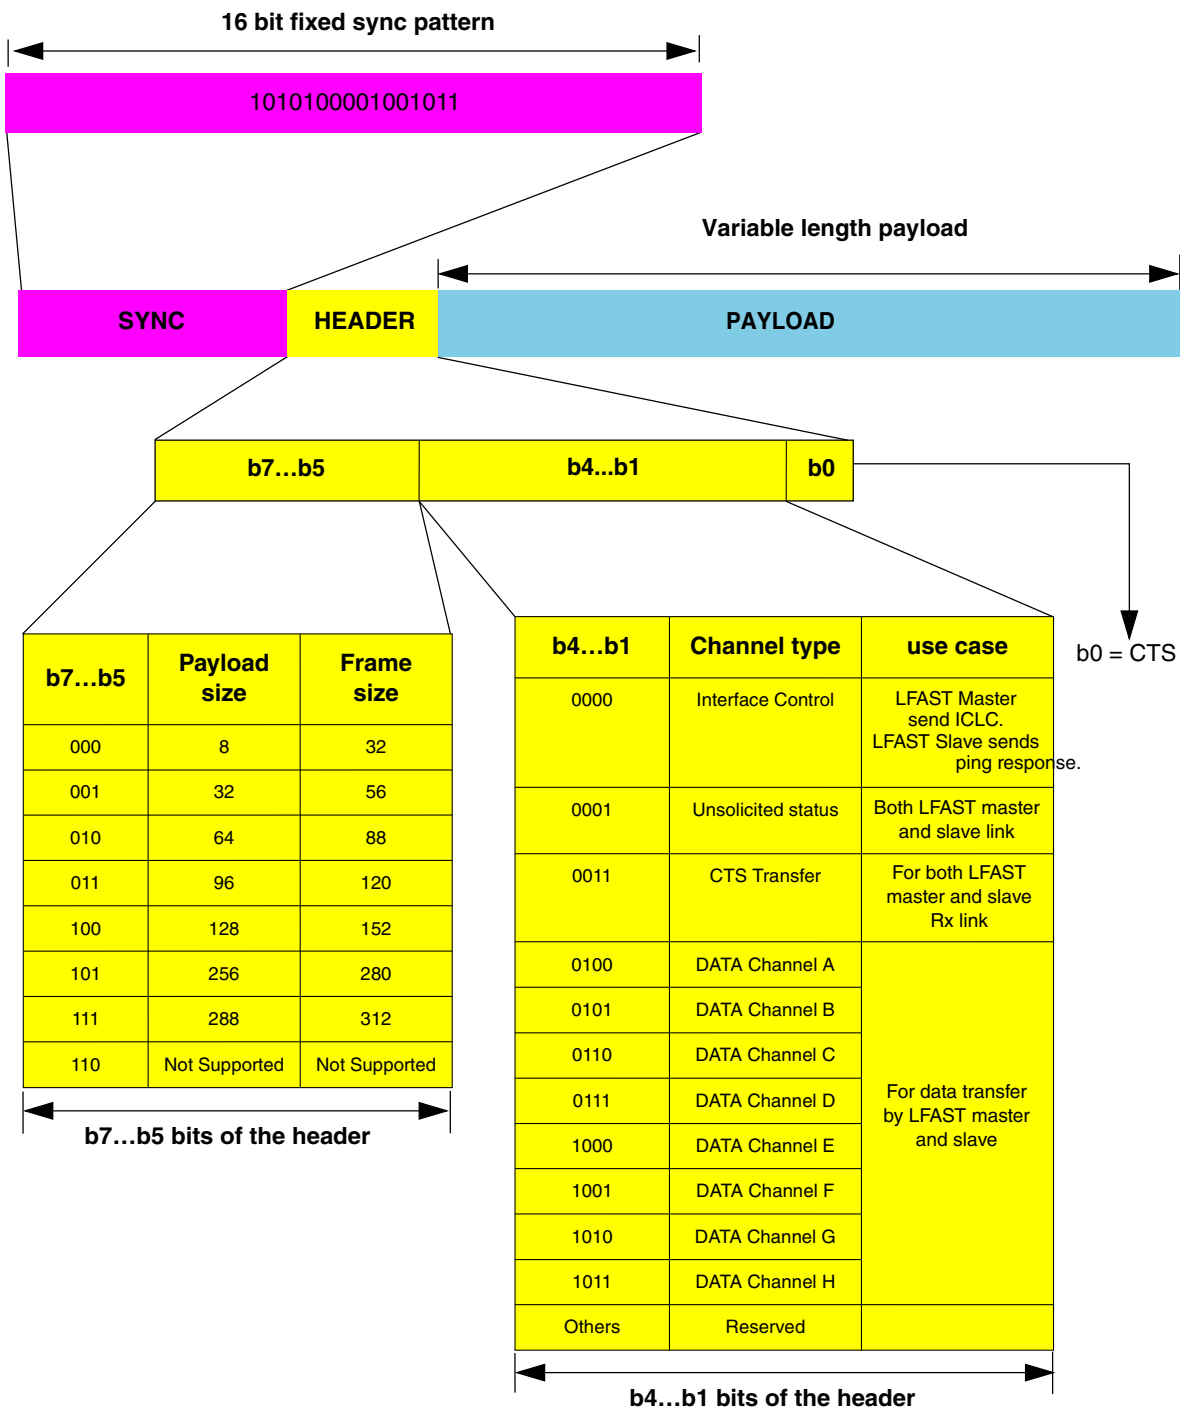 16 bit fixed sync pattern
1010100001001011
Variable length payload
SYNC HEADER PAYLOAD
b7...b5 b4...b1 b0
b0 = CTS
b7...b5 Payload size Frame size
000 8 32
001 32 56
010 64 88
011 96 120
100 128 152
101 256 280
111 288 312
110 Not Supported Not Supported
b7...b5 bits of the header
b4...b1 Channel type use case
0000 Interface Control LFAST Master
send ICLC.
LFAST Slave sends
ping response.
0001 Unsolicited status Both LFAST master
and slave link
0011 CTS Transfer For both LFAST
master and slave
Rx link
0100 DATA Channel A
0101 DATA Channel B
0110 DATA Channel C
0111 DATA Channel D
1000 DATA Channel E
1001 DATA Channel F
1010 DATA Channel G
1011 DATA Channel H
For data transfer
by LFAST master
and slave
Others Reserved
b4...b1 bits of the header